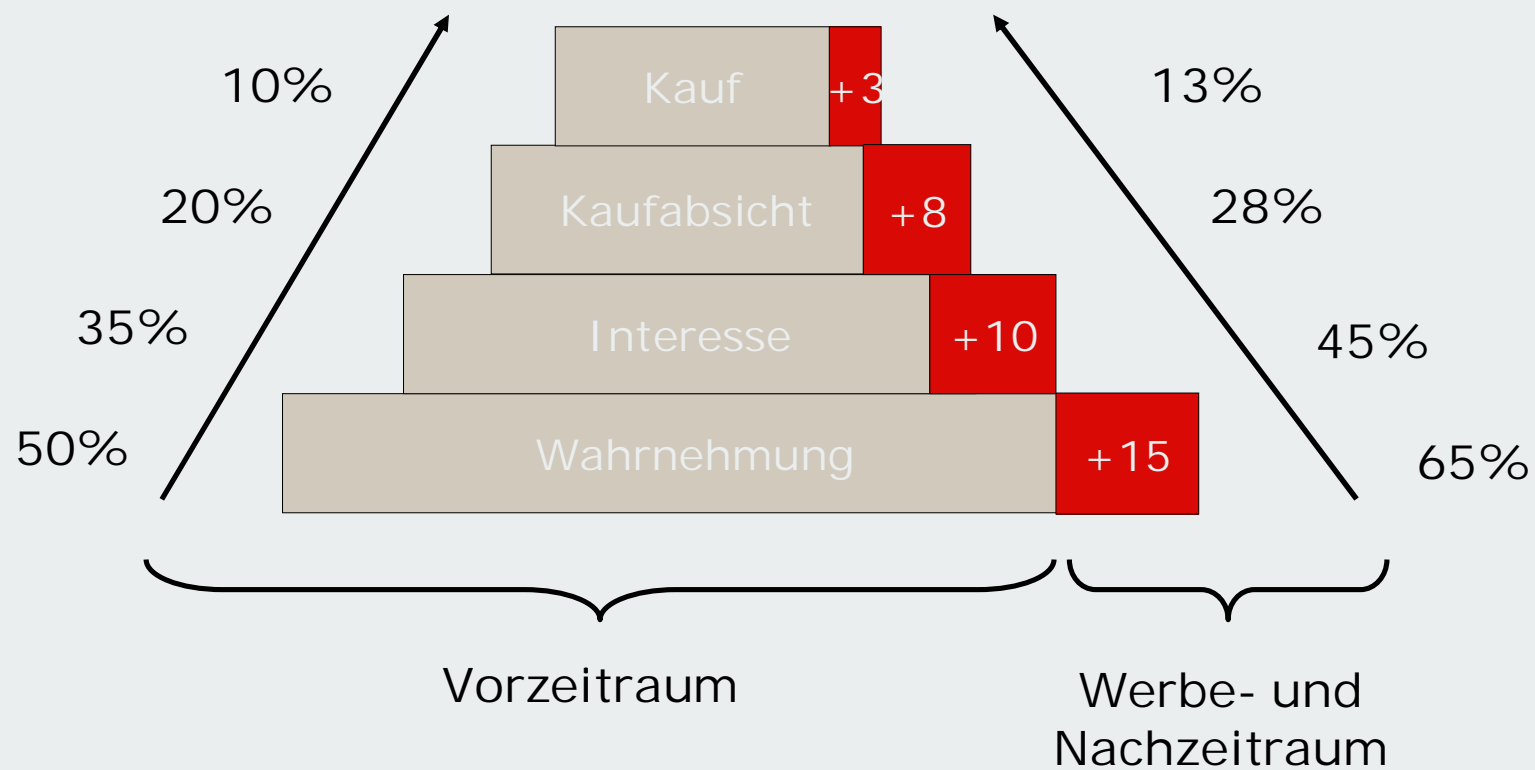 10% Kauf +3 13%
20% Kaufabsicht +8 28%
35% Interesse +10 45%
50% Wahrnehmung +15 65%
Vorzeitraum
Werbe- und
Nachzeitraum